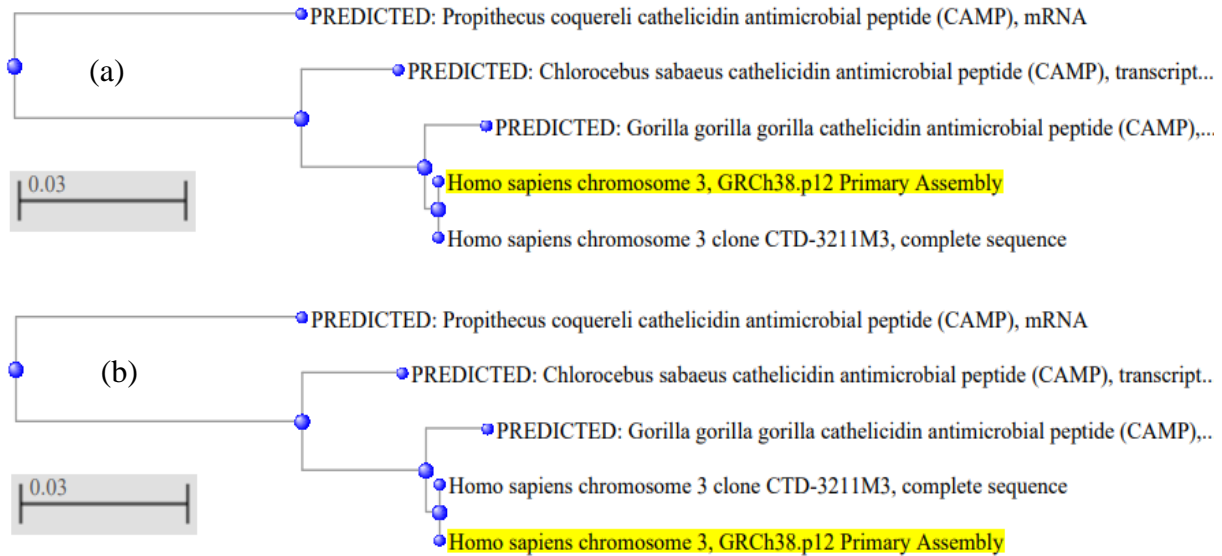 PREDICTED: Propithecus coquereli cathelicidin antimicrobial peptide (CAMP), mRNA
(a)
PREDICTED: Chlorocebus sabaeus cathelicidin antimicrobial peptide (CAMP), transcript...
PREDICTED: Gorilla gorilla gorilla cathelicidin antimicrobial peptide (CAMP),...
0.03
Homo sapiens chromosome 3, GRCh38.p12 Primary Assembly
Homo sapiens chromosome 3 clone CTD-3211M3, complete sequence
PREDICTED: Propithecus coquereli cathelicidin antimicrobial peptide (CAMP), mRNA
(b)
PREDICTED: Chlorocebus sabaeus cathelicidin antimicrobial peptide (CAMP), transcript..
PREDICTED: Gorilla gorilla gorilla cathelicidin antimicrobial peptide (CAMP),..
0.03
Homo sapiens chromosome 3 clone CTD-3211M3, complete sequence
Homo sapiens chromosome 3, GRCh38.p12 Primary Assembly